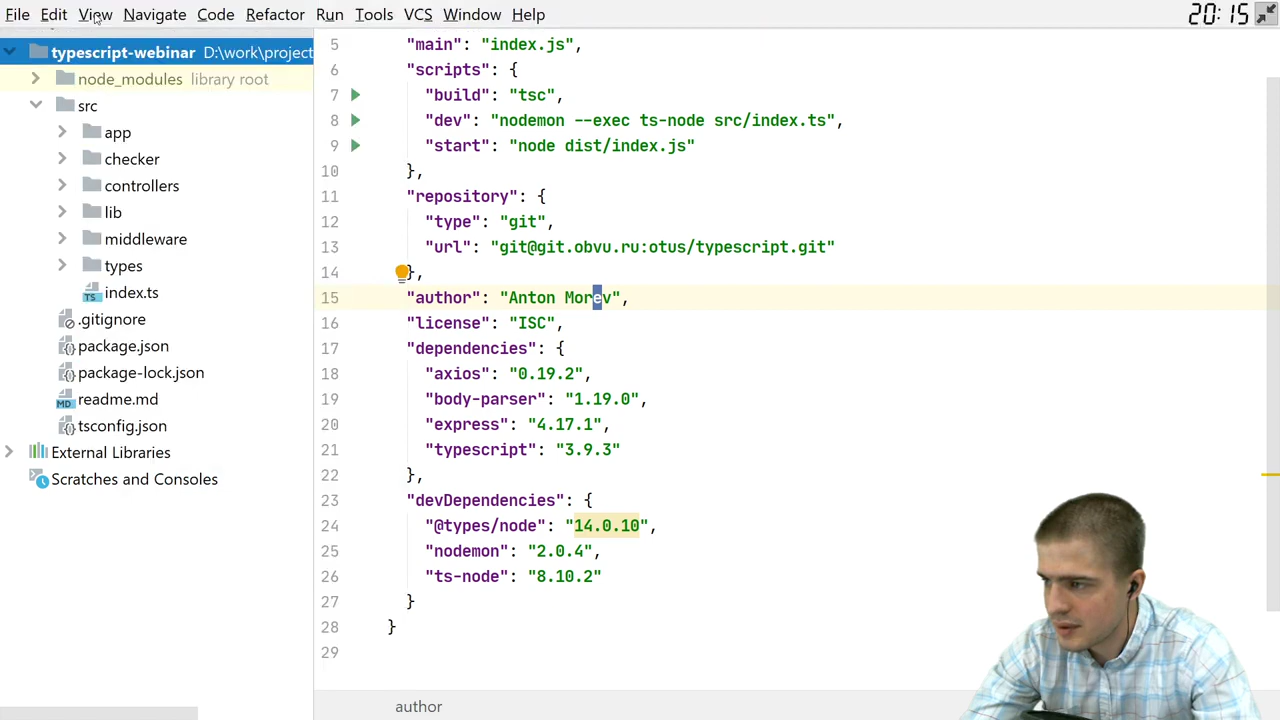 File Edit View Navigate Code Refactor Run Tools VCS Window Help
20:15
typescript-webinar D:\work\project
node_modules library root
src
app
checker
controllers
lib
middleware
types
TS index.ts
.gitignore
package.json
package-lock.json
MD readme.md
tsconfig.json
External Libraries
Scratches and Consoles
5 "main": "index.js",
6 "scripts": {
7 "build": "tsc",
8 "dev": "nodemon --exec ts-node src/index.ts",
9 "start": "node dist/index.js"
10 },
11 "repository": {
12 "type": "git",
13 "url": "git@git.obvu.ru:otus/typescript.git"
14 },
15 "author": "Anton Morev",
16 "license": "ISC",
17 "dependencies": {
18 "axios": "0.19.2",
19 "body-parser": "1.19.0",
20 "express": "4.17.1",
21 "typescript": "3.9.3"
22 },
23 "devDependencies": {
24 "@types/node": "14.0.10",
25 "nodemon": "2.0.4",
26 "ts-node": "8.10.2"
27 }
28 }
29
author